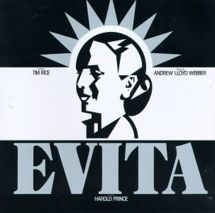 TIM RICE
ANDREW LLOYD WEBBER
EVITA
HAROLD PRINCE